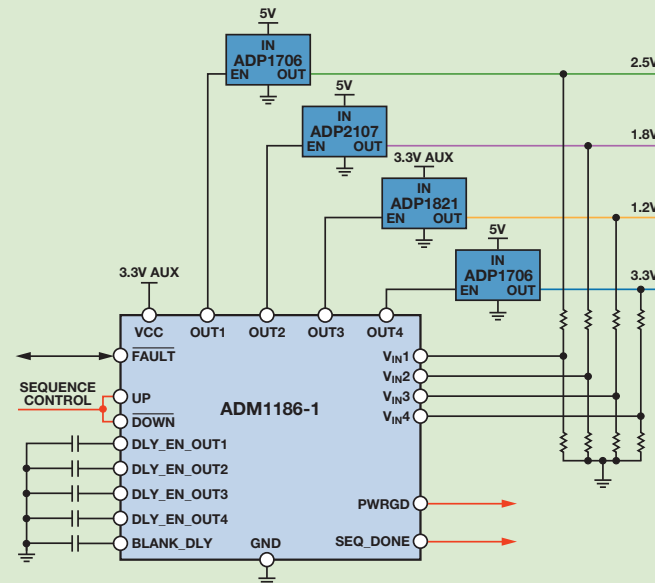 5V
IN
ADP1706
EN OUT
2.5V
5V
IN
ADP2107
EN OUT
1.8V
3.3V AUX
IN
ADP1821
EN OUT
1.2V
5V
IN
ADP1706
EN OUT
3.3V
3.3V AUX
VCC OUT1 OUT2 OUT3 OUT4
FAULT
SEQUENCE
CONTROL
UP
DOWN
ADM1186-1
VIN1
VIN2
VIN3
VIN4
DLY_EN_OUT1
DLY_EN_OUT2
DLY_EN_OUT3
DLY_EN_OUT4
BLANK_DLY
GND
PWRGD
SEQ_DONE